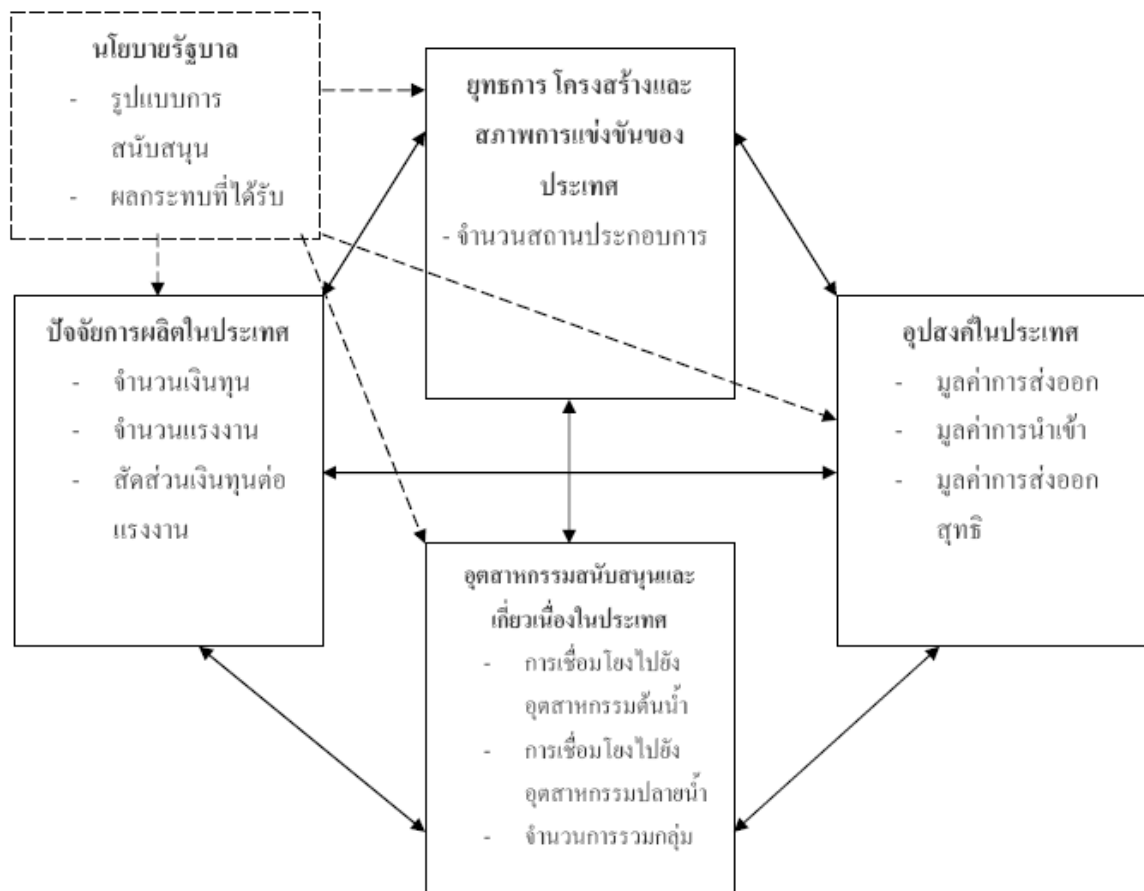 นโยบายรัฐบาล
- รูปแบบการ
สนับสนุน
- ผลกระทบที่ได้รับ
ยุทธการ โครงสร้างและ
สภาพการแข่งขันของ
ประเทศ
- จำนวนสถานประกอบการ
ปัจจัยการผลิตในประเทศ
- จำนวนเงินทุน
- จำนวนแรงงาน
- สัดส่วนเงินทุนต่อ
แรงงาน
อุปสงค์ในประเทศ
- มูลค่าการส่งออก
- มูลค่าการนำเข้า
- มูลค่าการส่งออก
สุทธิ
อุตสาหกรรมสนับสนุนและ
เกี่ยวเนื่องในประเทศ
- การเชื่อมโยงไปยัง
อุตสาหกรรมต้นน้ำ
- การเชื่อมโยงไปยัง
อุตสาหกรรมปลายน้ำ
- จำนวนการรวมกลุ่ม